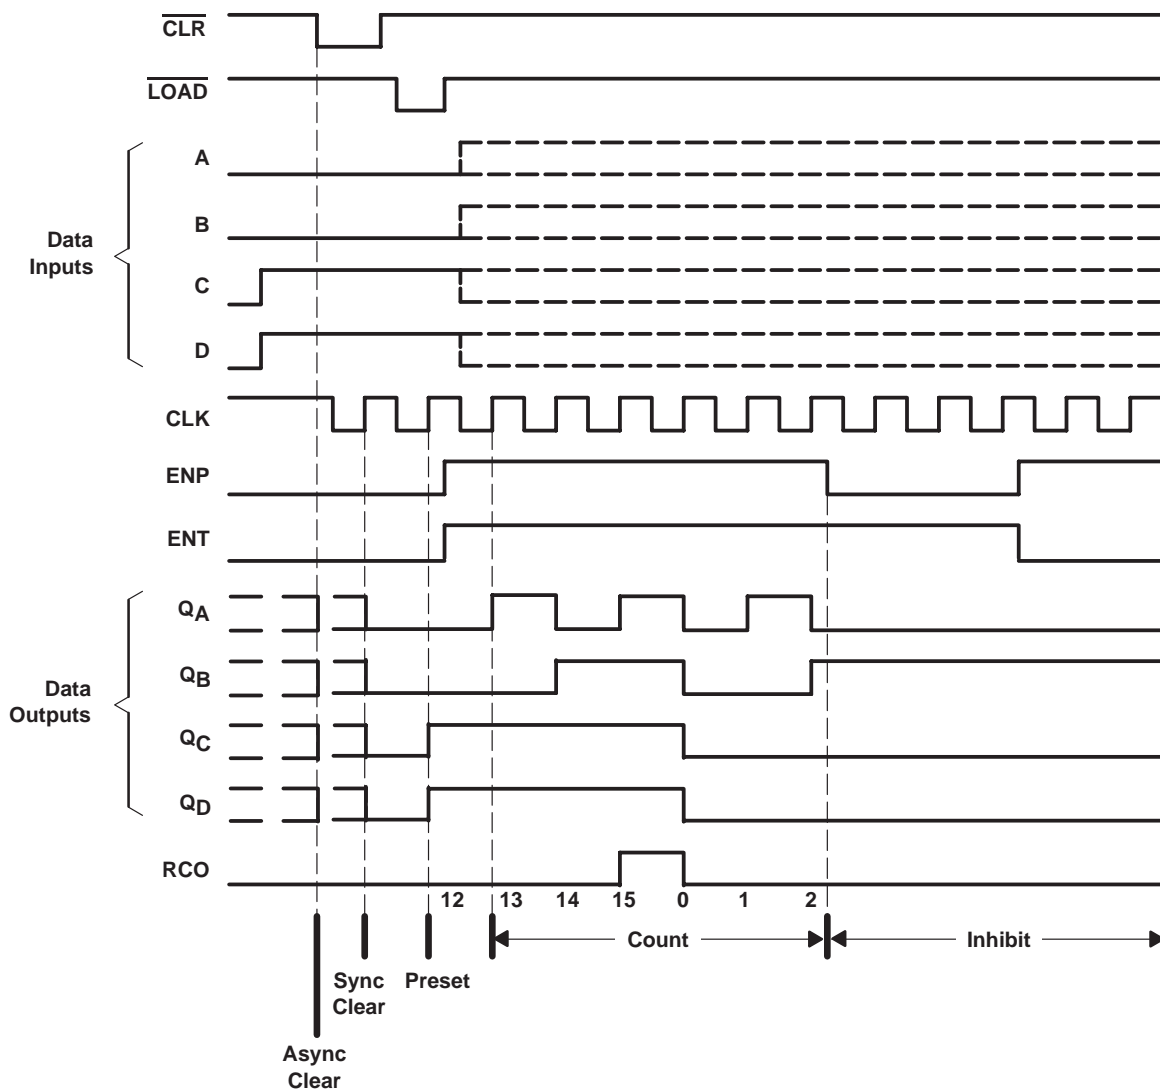 CLR
LOAD
A
B
Data
Inputs
C
D
CLK
ENP
ENT
QA
QB
Data
Outputs
QC
QD
RCO
12 13 14 15 0 1 2
Count Inhibit
Sync
Clear
Preset
Async
Clear